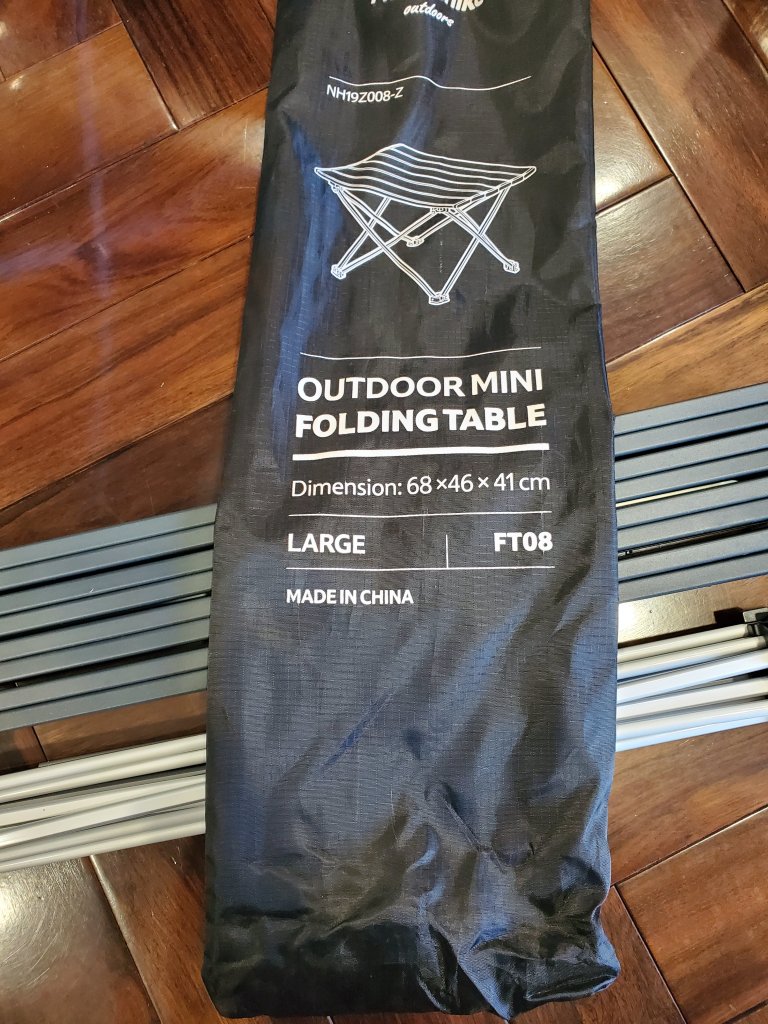 outdoors
NH19Z008-Z
OUTDOOR MINI
FOLDING TABLE
Dimension: 68 × 46 × 41 cm
LARGE | FT08
MADE IN CHINA